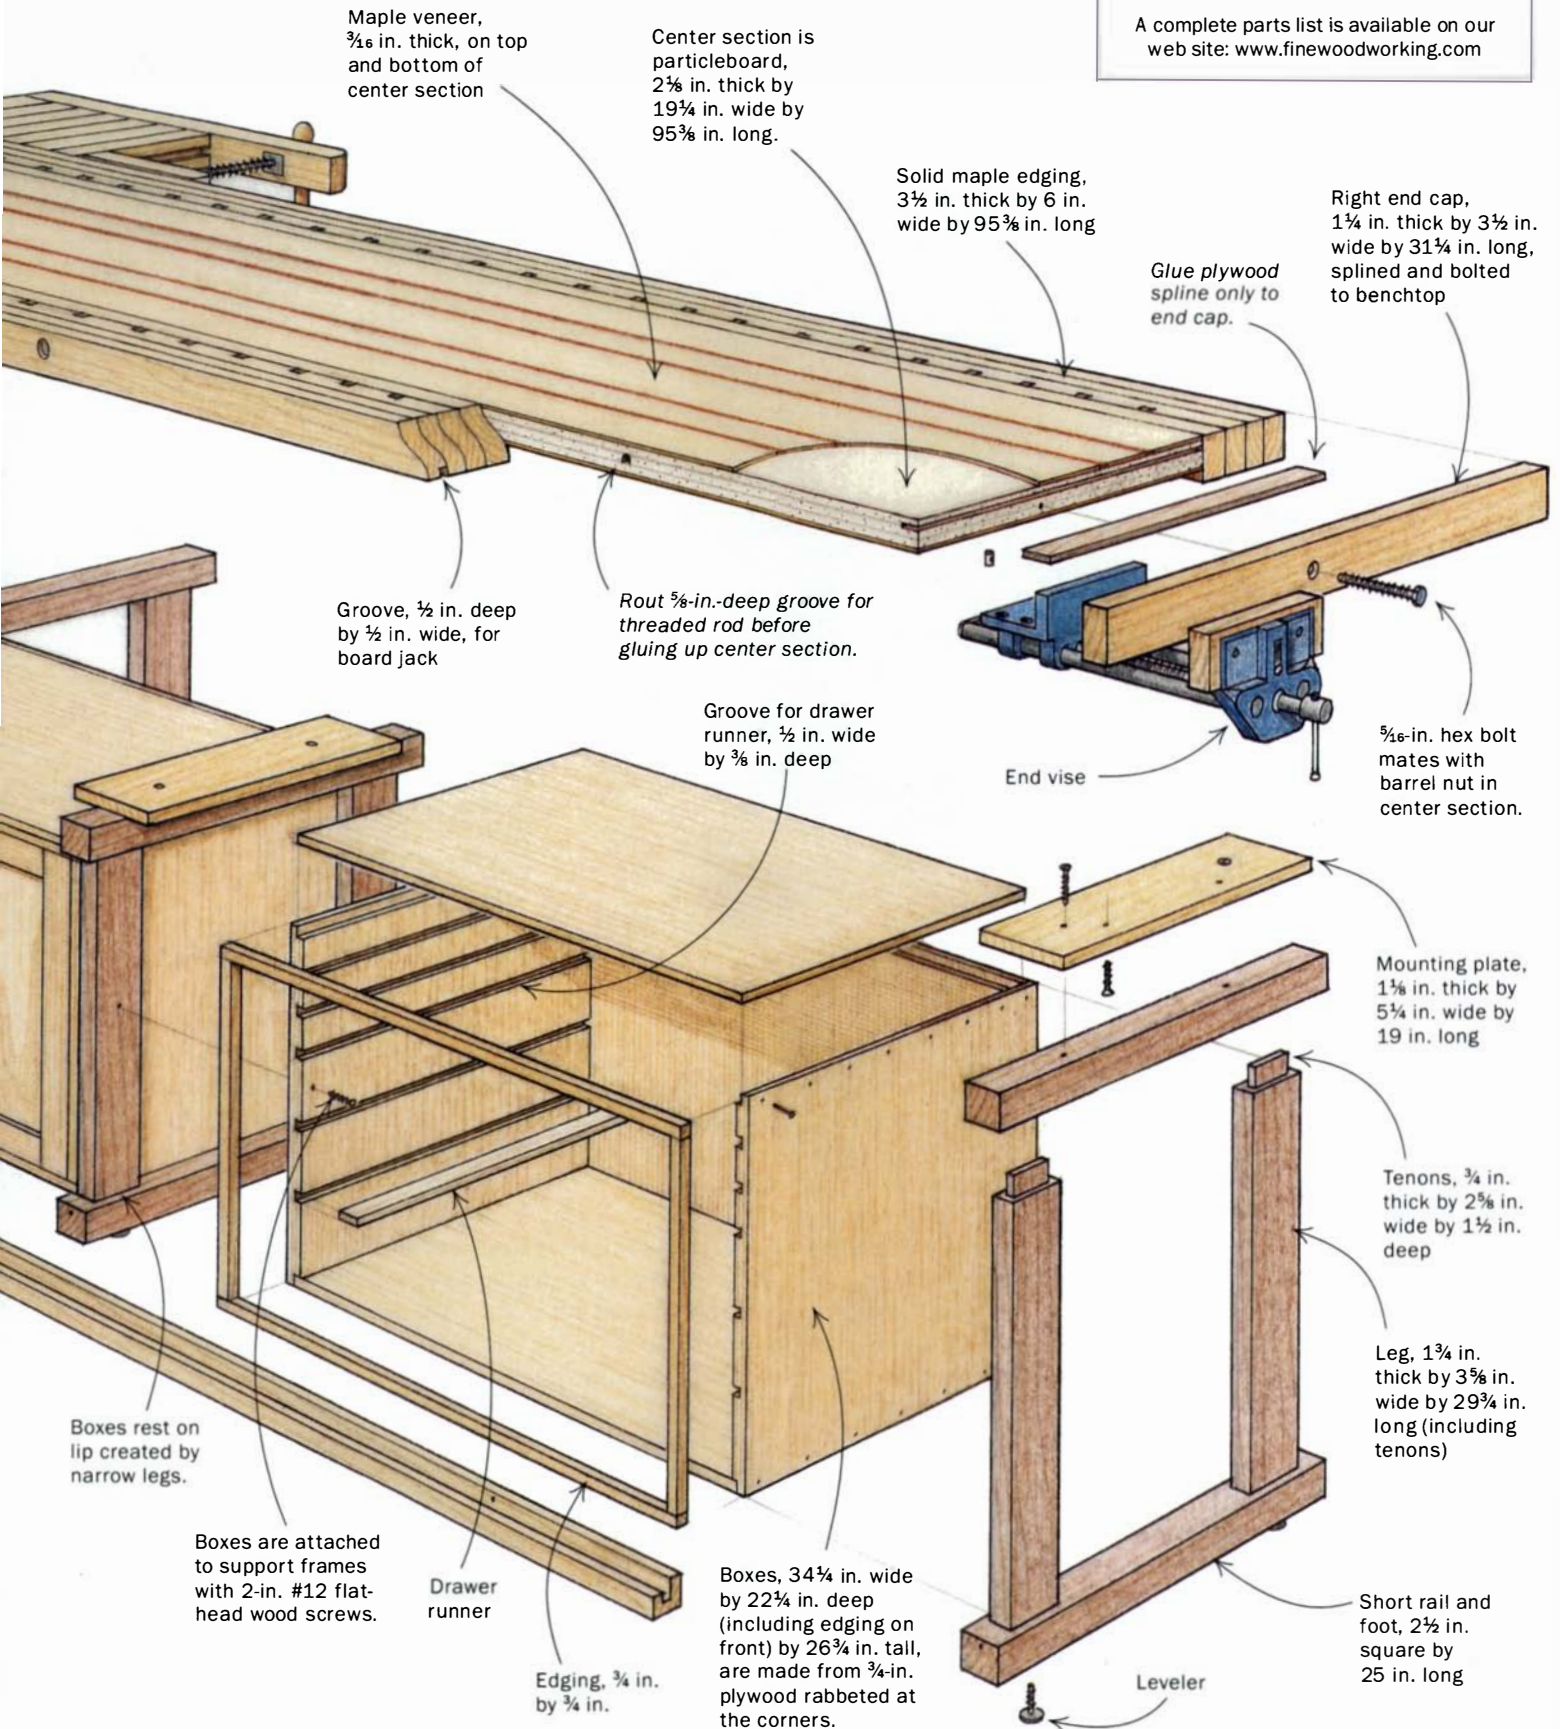 A complete parts list is available on our
web site: www.finewoodworking.com
Maple veneer,
3⁄16 in. thick, on top
and bottom of
center section
Center section is
particleboard,
2⅛ in. thick by
19¼ in. wide by
95⅜ in. long.
Solid maple edging,
3½ in. thick by 6 in.
wide by 95⅜ in. long
Glue plywood
spline only to
end cap.
Right end cap,
1¼ in. thick by 3½ in.
wide by 31¼ in. long,
splined and bolted
to benchtop
Groove, ½ in. deep
by ½ in. wide, for
board jack
Rout ⅝-in.-deep groove for
threaded rod before
gluing up center section.
Groove for drawer
runner, ½ in. wide
by ⅜ in. deep
End vise
5⁄16-in. hex bolt
mates with
barrel nut in
center section.
Mounting plate,
1⅛ in. thick by
5¼ in. wide by
19 in. long
Tenons, ¾ in.
thick by 2⅝ in.
wide by 1½ in.
deep
Leg, 1¾ in.
thick by 3⅝ in.
wide by 29¾ in.
long (including
tenons)
Boxes rest on
lip created by
narrow legs.
Boxes are attached
to support frames
with 2-in. #12 flat-
head wood screws.
Drawer
runner
Edging, ¾ in.
by ¾ in.
Boxes, 34¼ in. wide
by 22¼ in. deep
(including edging on
front) by 26¾ in. tall,
are made from ¾-in.
plywood rabbeted at
the corners.
Short rail and
foot, 2½ in.
square by
25 in. long
Leveler